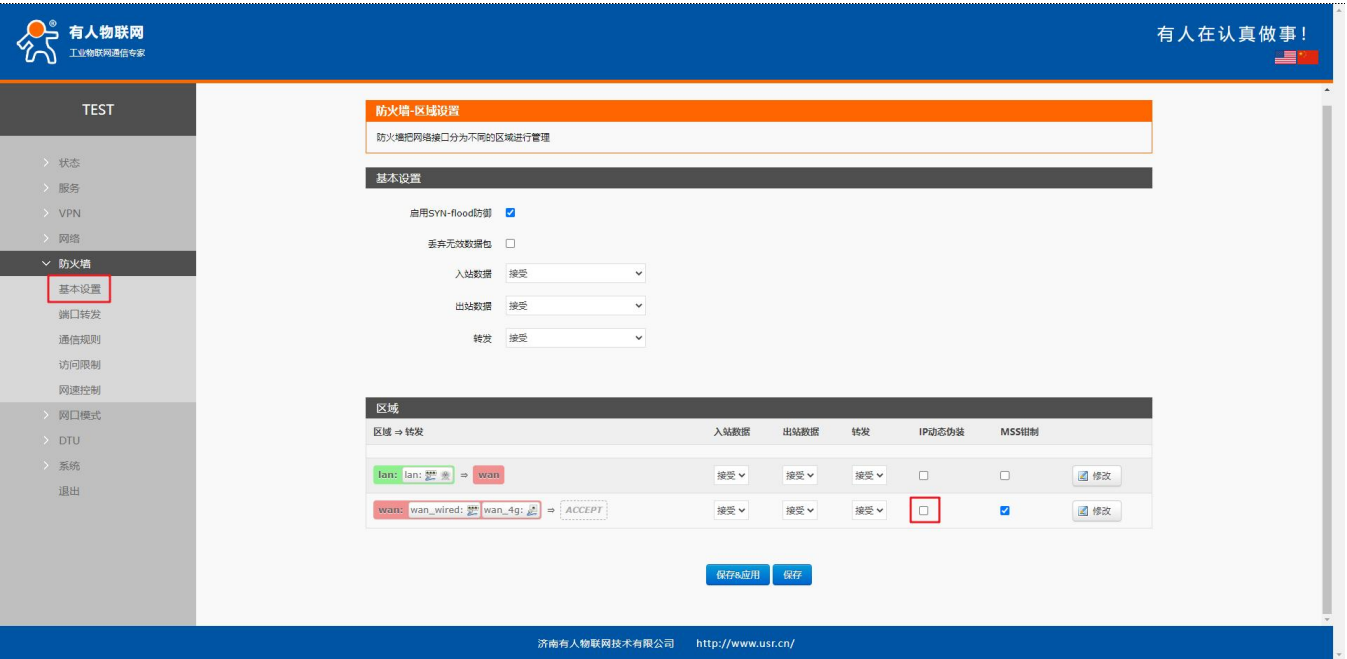 有人物联网
工业物联网通信专家
有人在认真做事!
TEST
状态
服务
VPN
网络
防火墙
基本设置
端口转发
通信规则
访问限制
网速控制
网口模式
DTU
系统
退出
防火墙-区域设置
防火墙把网络接口分为不同的区域进行管理
基本设置
启用SYN-flood防御
丢弃无效数据包
入站数据 接受
出站数据 接受
转发 接受
区域
区域 ⇒ 转发 入站数据 出站数据 转发 IP动态伪装 MSS钳制
lan: lan: ⇒ wan 接受 接受 接受 修改
wan: wan_wired: wan_4g: ⇒ ACCEPT 接受 接受 接受 修改
保存&应用 保存
济南有人物联网技术有限公司 http://www.usr.cn/